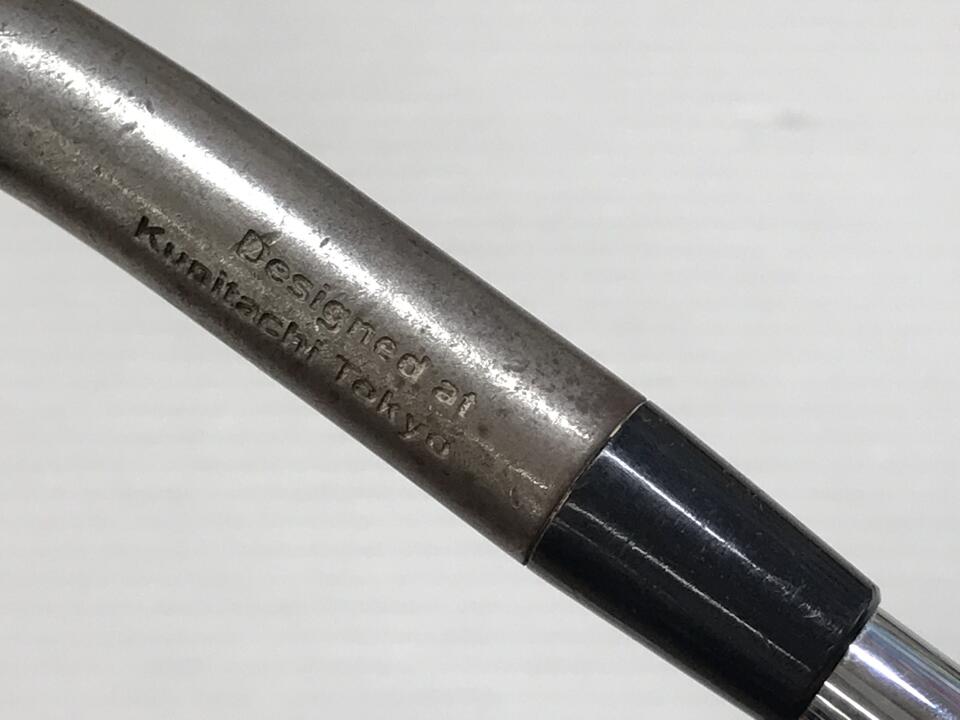 Designed at
Kunitachi Tokyo